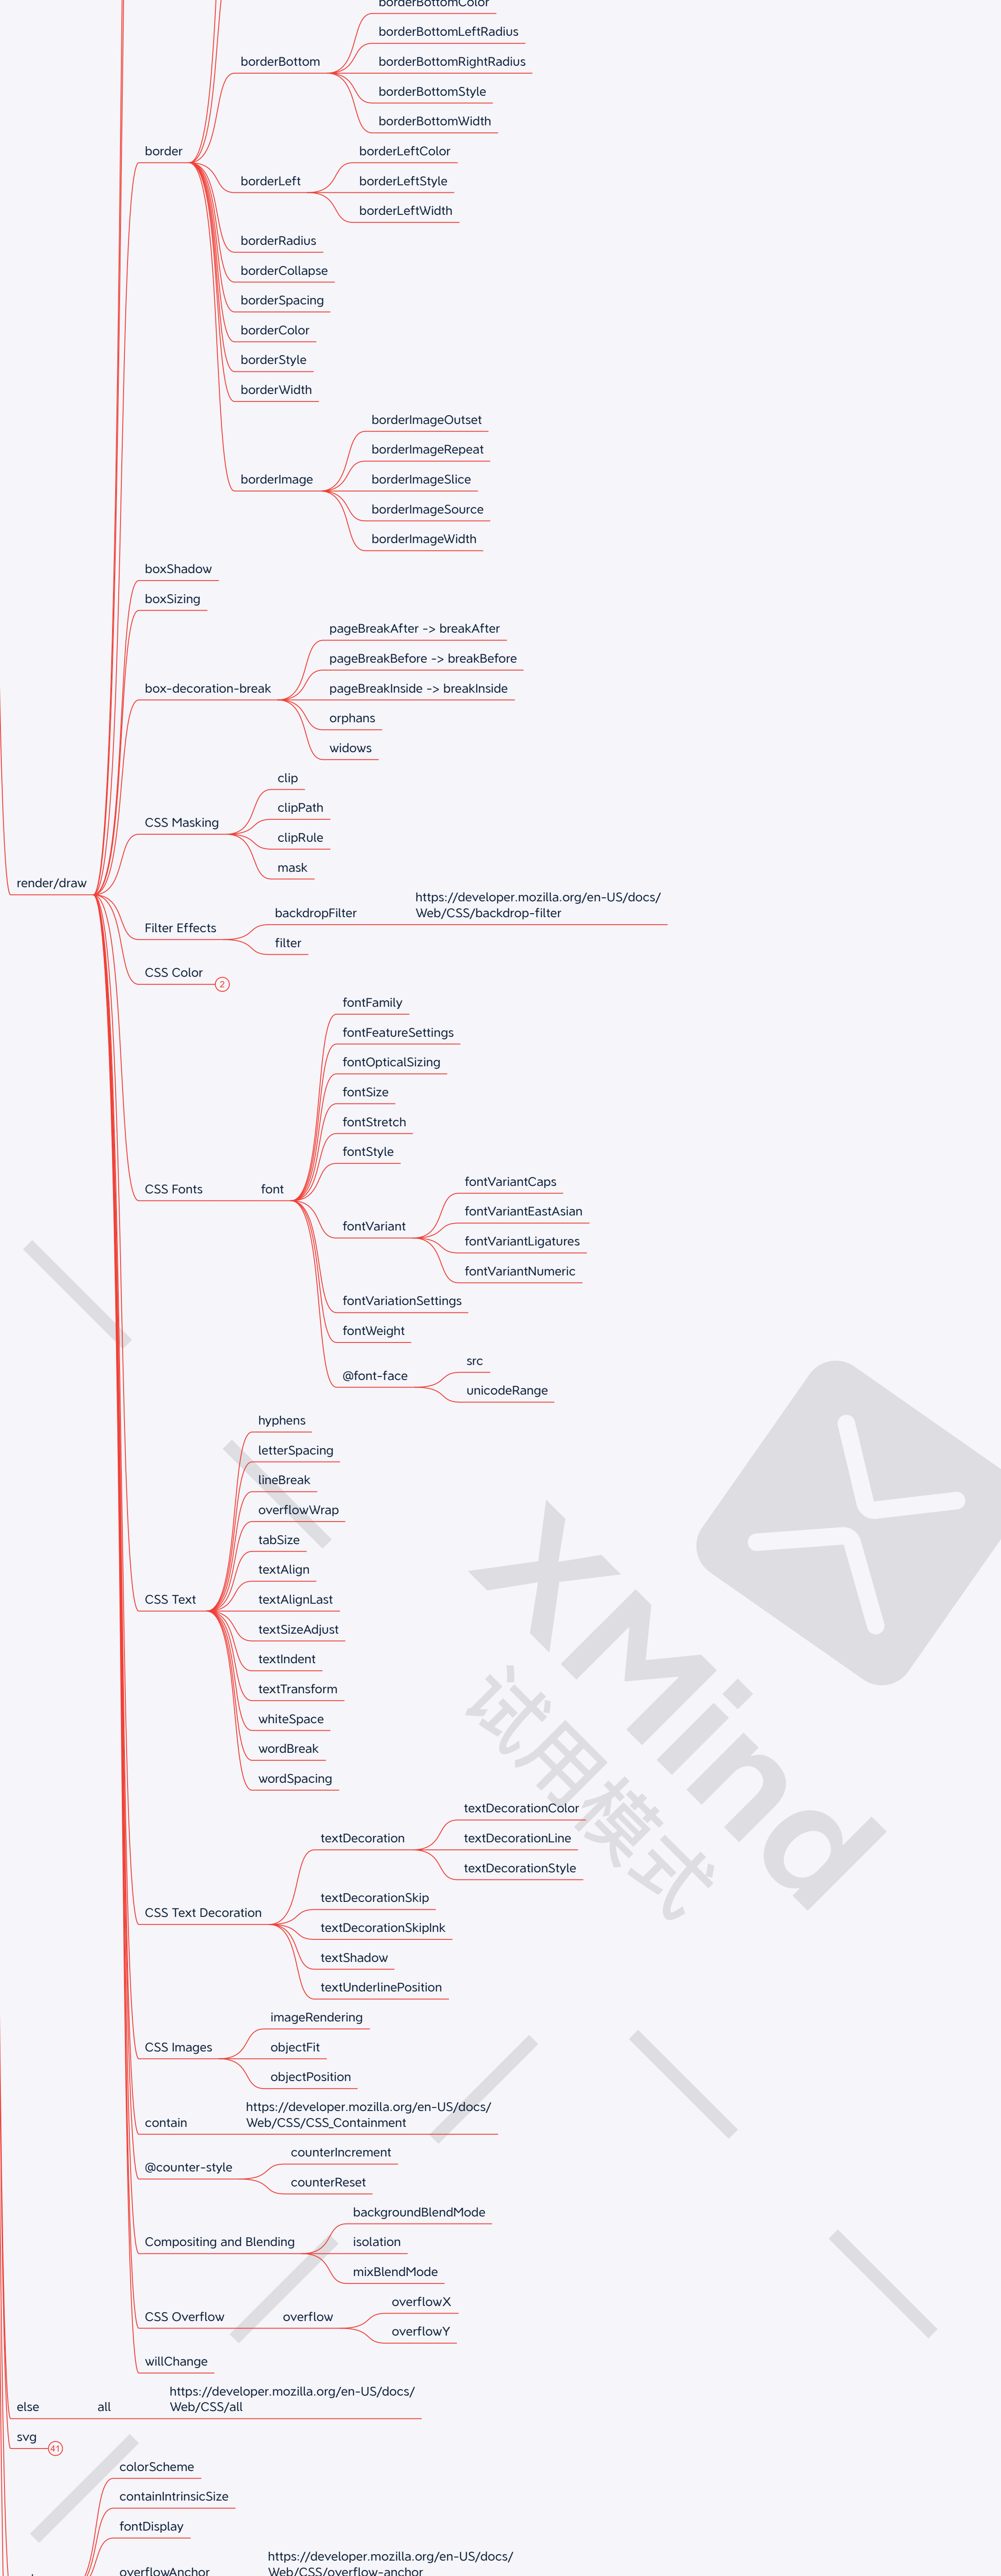 borderBottomColor
borderBottomLeftRadius
borderBottom
borderBottomRightRadius
borderBottomStyle
borderBottomWidth
border
borderLeftColor
borderLeft
borderLeftStyle
borderLeftWidth
borderRadius
borderCollapse
borderSpacing
borderColor
borderStyle
borderWidth
borderImageOutset
borderImageRepeat
borderImage
borderImageSlice
borderImageSource
borderImageWidth
boxShadow
boxSizing
pageBreakAfter -> breakAfter
pageBreakBefore -> breakBefore
box-decoration-break
pageBreakInside -> breakInside
orphans
widows
clip
clipPath
CSS Masking
clipRule
mask
render/draw
https://developer.mozilla.org/en-US/docs/
Web/CSS/backdrop-filter
backdropFilter
Filter Effects
filter
CSS Color
2
fontFamily
fontFeatureSettings
fontOpticalSizing
fontSize
fontStretch
fontStyle
CSS Fonts
font
fontVariantCaps
fontVariantEastAsian
fontVariant
fontVariantLigatures
fontVariantNumeric
fontVariationSettings
fontWeight
@font-face
src
unicodeRange
hyphens
letterSpacing
lineBreak
overflowWrap
tabSize
textAlign
CSS Text
textAlignLast
textSizeAdjust
textIndent
textTransform
whiteSpace
wordBreak
wordSpacing
XMind
试用模式
textDecorationColor
textDecoration
textDecorationLine
textDecorationStyle
textDecorationSkip
CSS Text Decoration
textDecorationSkipInk
textShadow
textUnderlinePosition
imageRendering
CSS Images
objectFit
objectPosition
contain
https://developer.mozilla.org/en-US/docs/
Web/CSS/CSS_Containment
@counter-style
counterIncrement
counterReset
backgroundBlendMode
Compositing and Blending
isolation
mixBlendMode
CSS Overflow
overflow
overflowX
overflowY
willChange
else
all
https://developer.mozilla.org/en-US/docs/
Web/CSS/all
svg
41
colorScheme
containIntrinsicSize
fontDisplay
overflowAnchor
https://developer.mozilla.org/en-US/docs/
Web/CSS/overflow-anchor